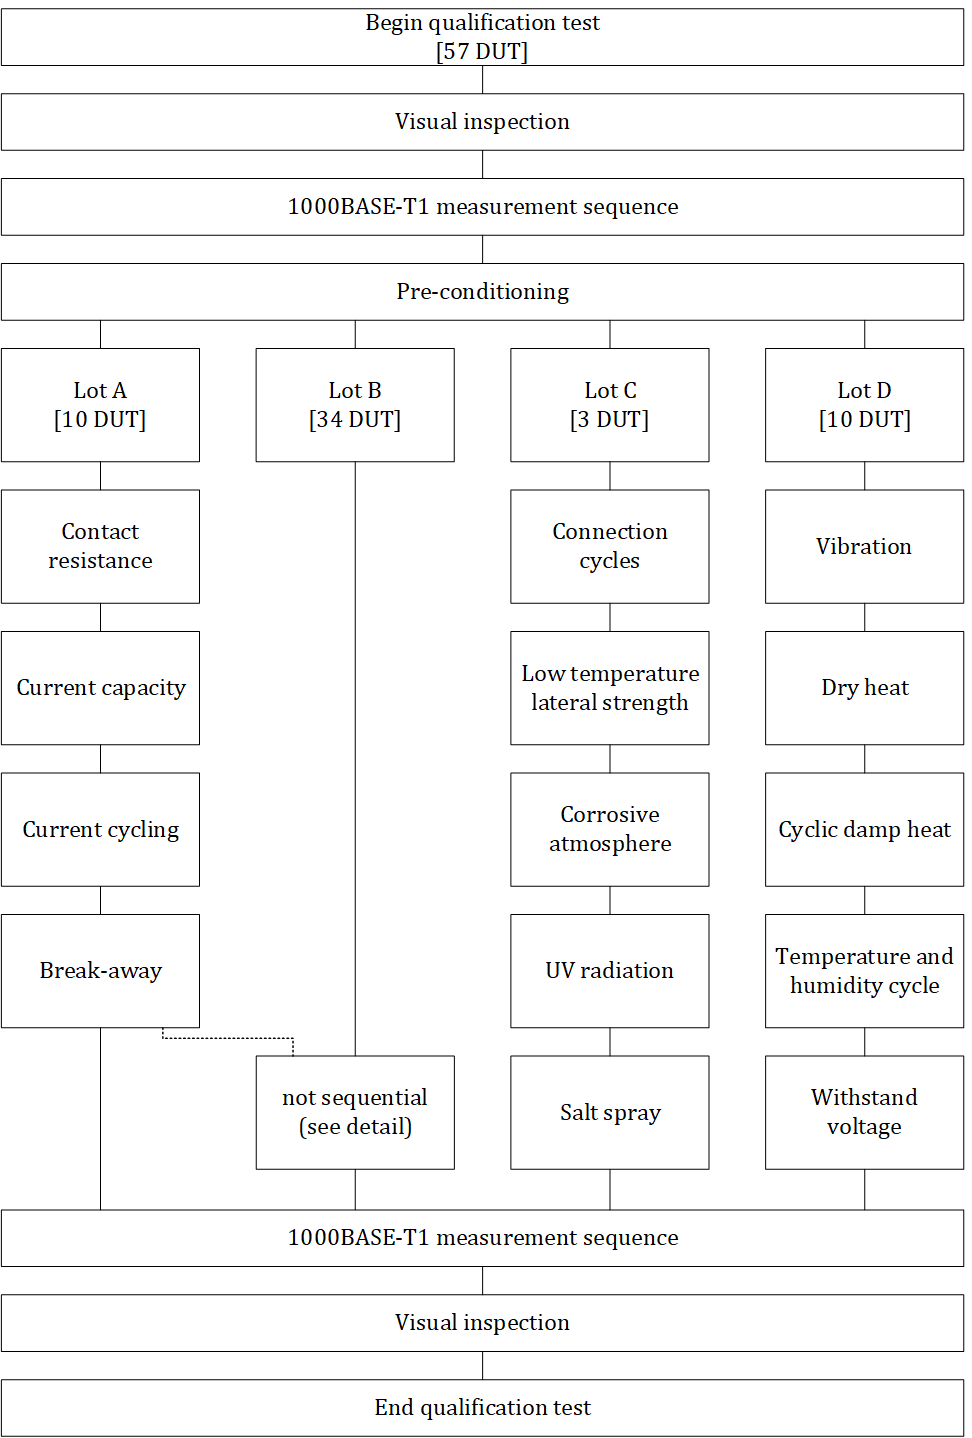 Begin qualification test
[57 DUT]
Visual inspection
1000BASE-T1 measurement sequence
Pre-conditioning
Lot A
[10 DUT]
Lot B
[34 DUT]
Lot C
[3 DUT]
Lot D
[10 DUT]
Contact
resistance
Connection
cycles
Vibration
Current capacity
Low temperature
lateral strength
Dry heat
Current cycling
Corrosive
atmosphere
Cyclic damp heat
Break-away
UV radiation
Temperature and
humidity cycle
not sequential
(see detail)
Salt spray
Withstand
voltage
1000BASE-T1 measurement sequence
Visual inspection
End qualification test